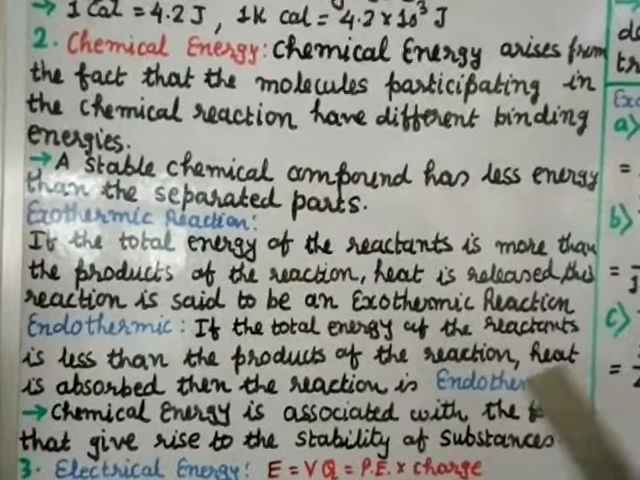 → 1 Cal = 4.2 J , 1K cal = 4.2 x 10³ J
2. Chemical Energy: Chemical Energy arises from
the fact that the molecules participating in
the chemical reaction have different binding
energies.
→ A stable chemical compound has less energy
than the separated parts.
Exothermic Reaction:
If the total energy of the reactants is more than
the products of the reaction, heat is released, this
reaction is said to be an Exothermic Reaction
Endothermic : If the total energy of the reactants
is less than the products of the reaction, heat
is absorbed then the reaction is Endother
→ Chemical Energy is associated with the
that give rise to the stability of substances.
3. Electrical Energy: E = VQ = P.E. x charge
de
tr
Exa
a)
=
b)
=
c)
=